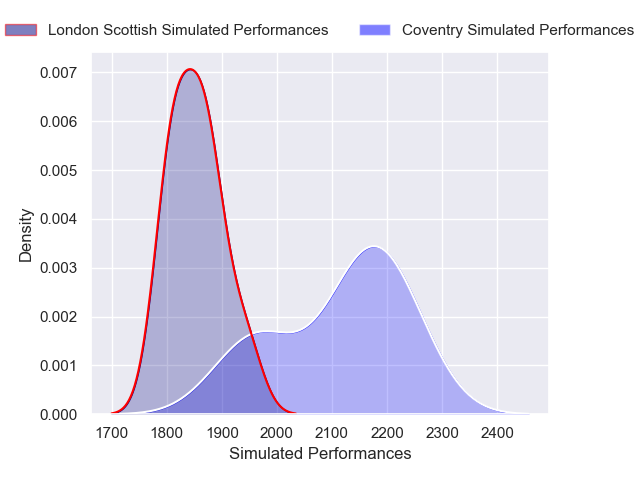 London Scottish Simulated Performances
Coventry Simulated Performances
0.007
0.006
0.005
0.004
0.003
0.002
0.001
0.000
Density
1700 1800 1900 2000 2100 2200 2300 2400
Simulated Performances